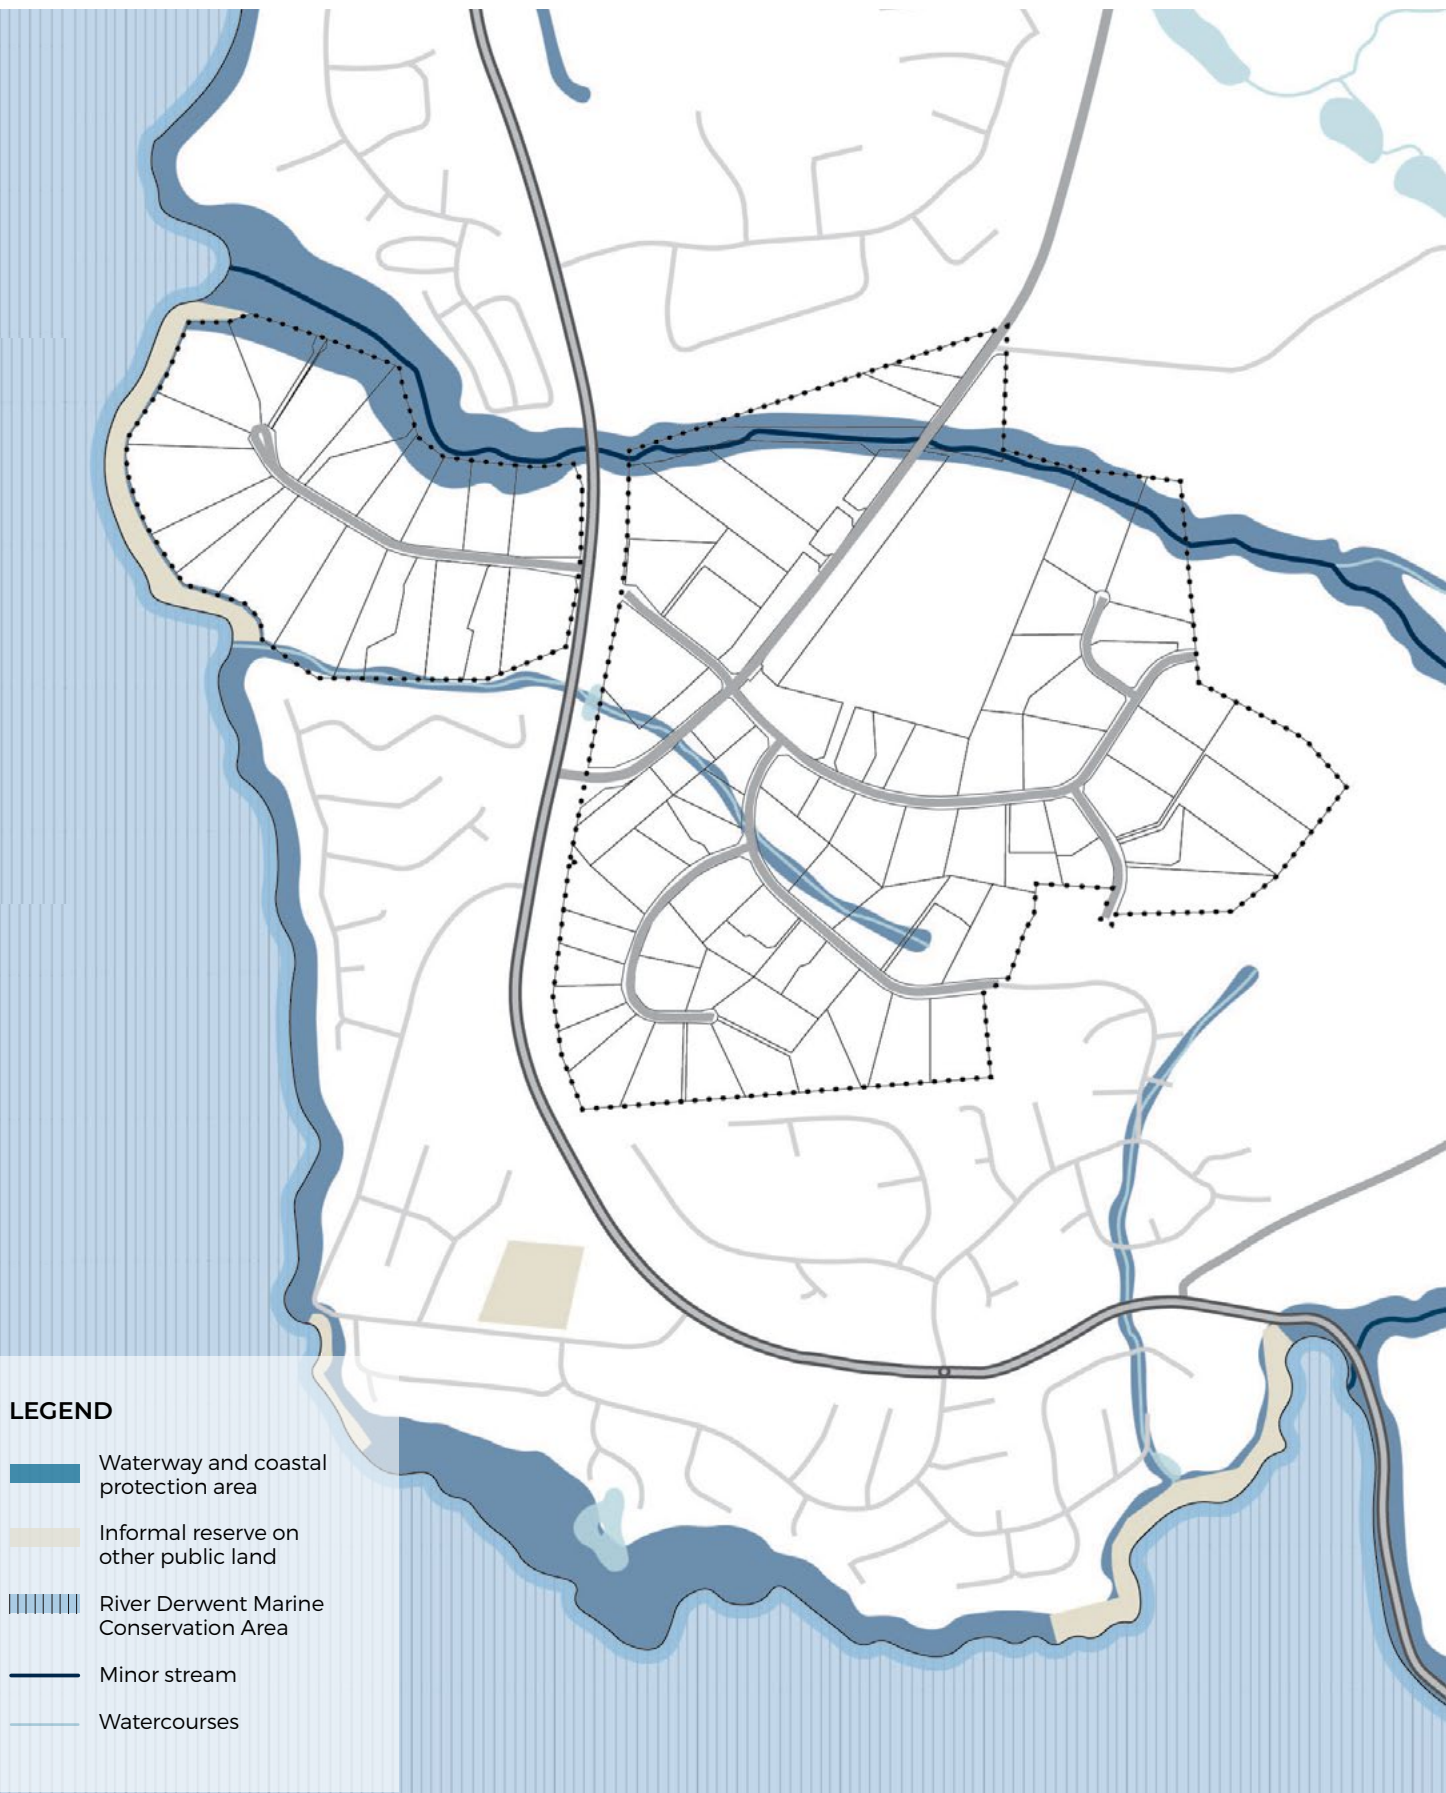 LEGEND
Waterway and coastal
protection area
Informal reserve on
other public land
River Derwent Marine
Conservation Area
Minor stream
Watercourses